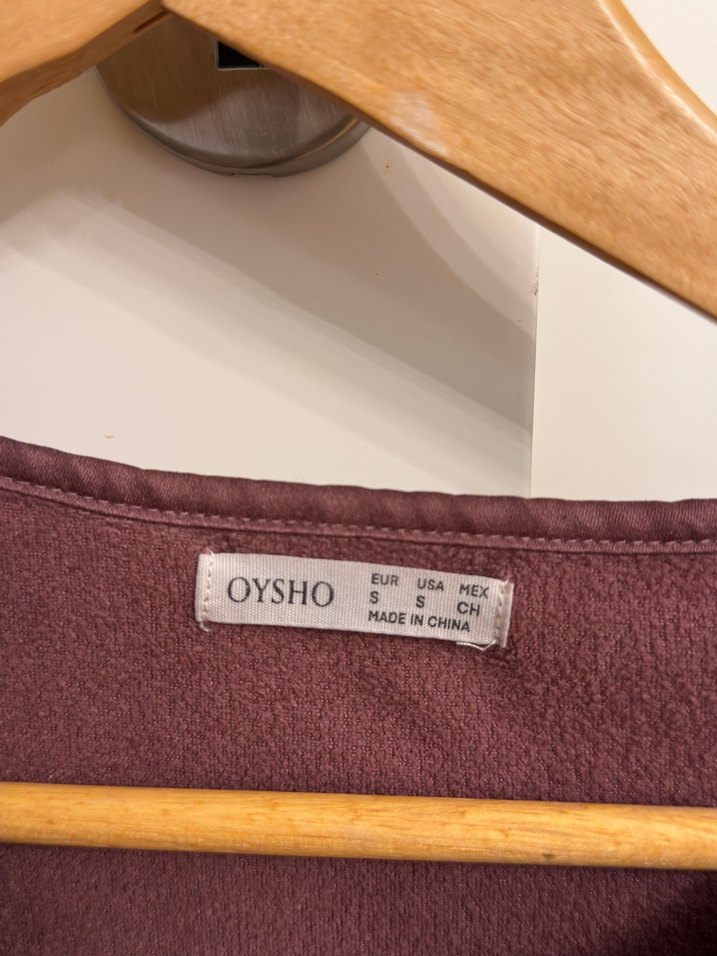 OYSHO
EUR USA MEX
S S CH
MADE IN CHINA